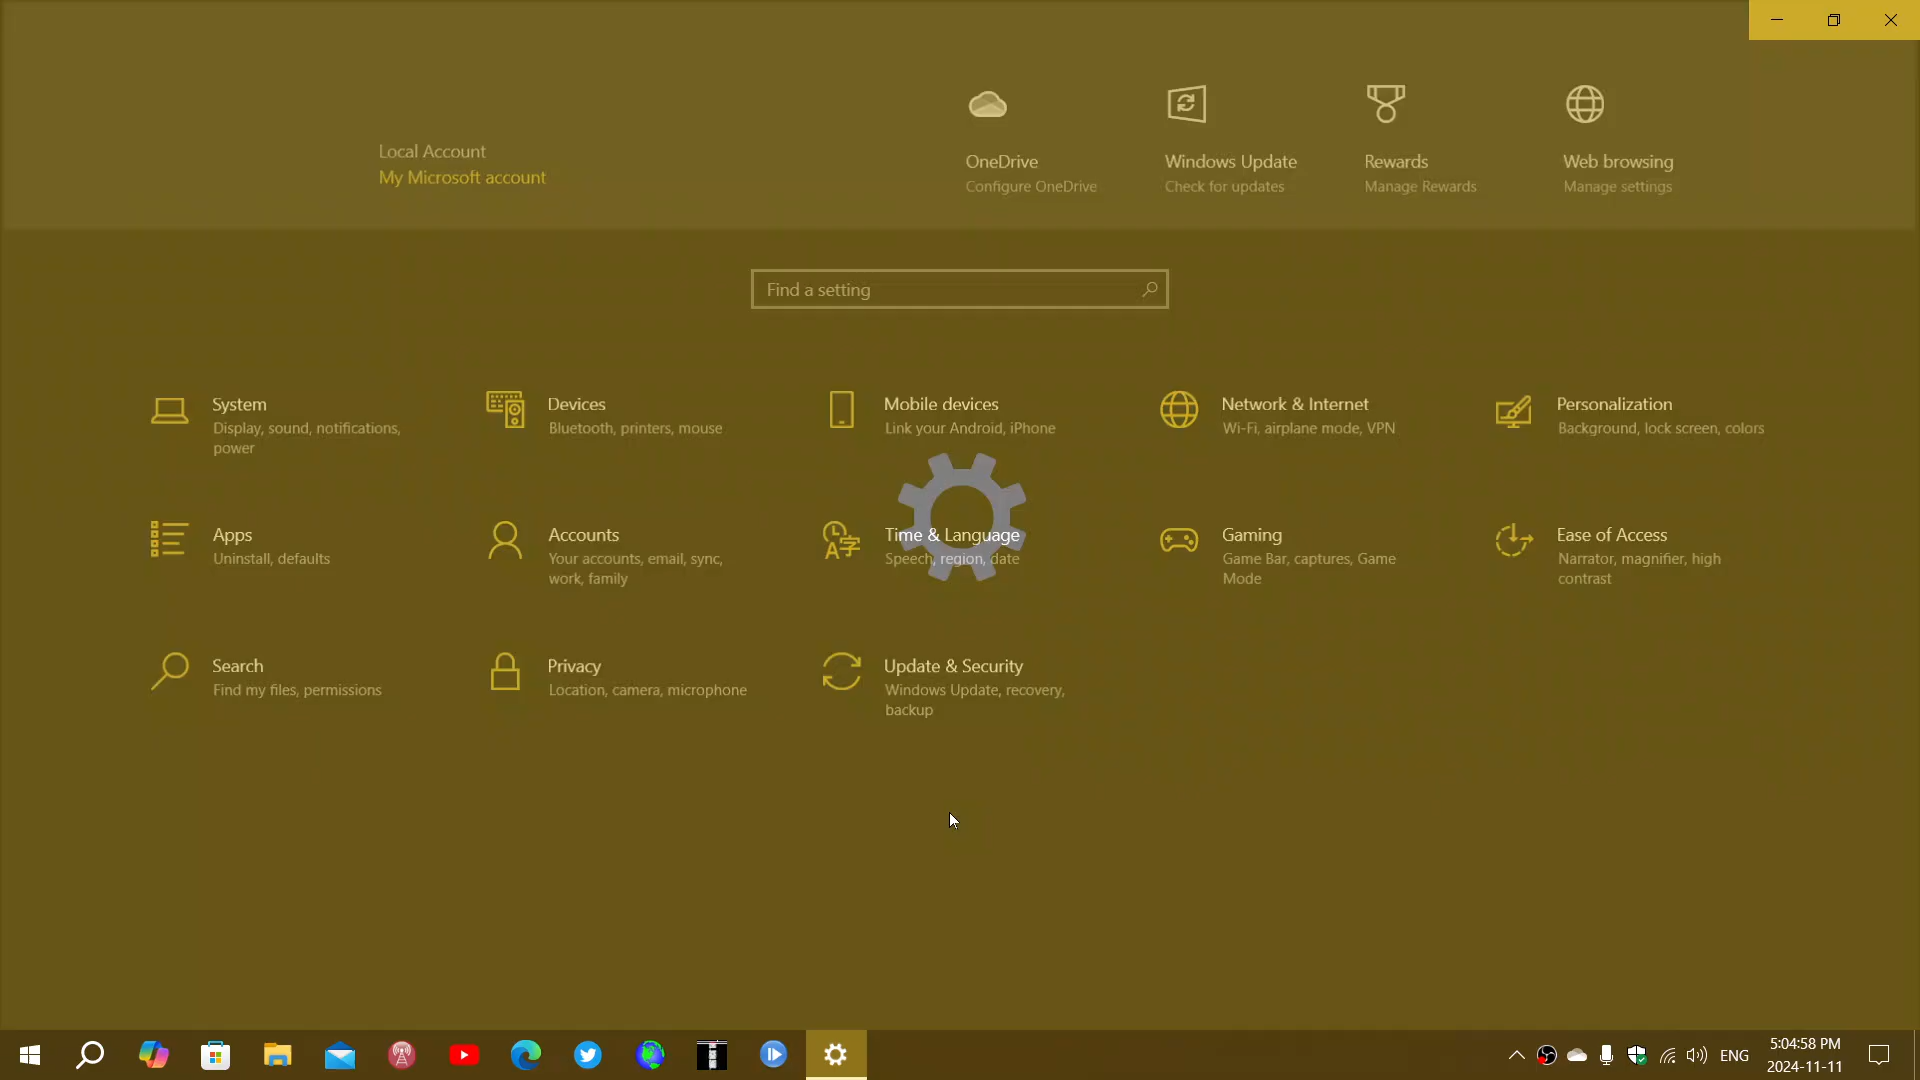 Local Account
My Microsoft account
OneDrive
Configure OneDrive
Windows Update
Check for updates
Rewards
Manage Rewards
Web browsing
Manage settings
Find a setting
System
Display, sound, notifications,
power
Devices
Bluetooth, printers, mouse
Mobile devices
Link your Android, iPhone
Network & Internet
Wi-Fi, airplane mode, VPN
Personalization
Background, lock screen, colors
Apps
Uninstall, defaults
Accounts
Your accounts, email, sync,
work, family
Time & Language
Speech, region, date
Gaming
Game Bar, captures, Game
Mode
Ease of Access
Narrator, magnifier, high
contrast
Search
Find my files, permissions
Privacy
Location, camera, microphone
Update & Security
Windows Update, recovery,
backup
ENG
5:04:58 PM
2024-11-11